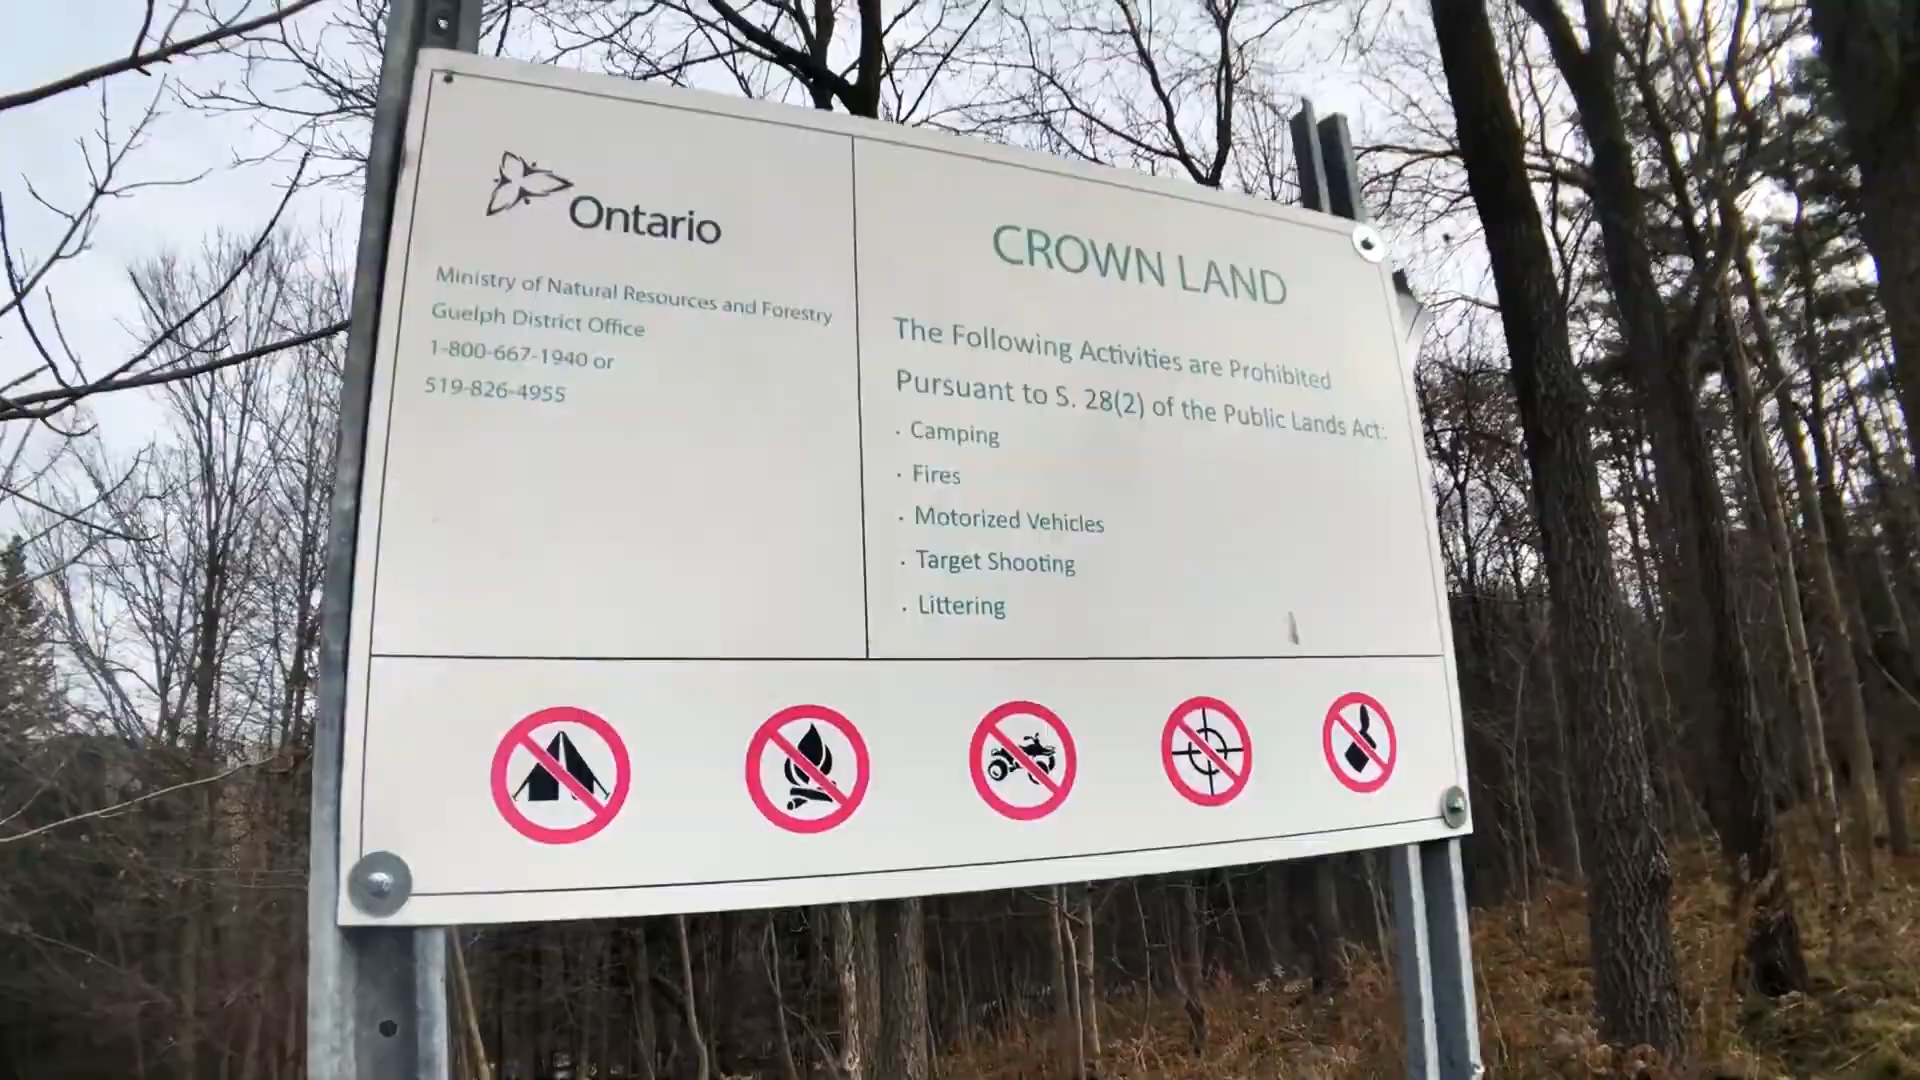 Ontario
Ministry of Natural Resources and Forestry
Guelph District Office
1-800-667-1940 or
519-826-4955
CROWN LAND
The Following Activities are Prohibited
Pursuant to S. 28(2) of the Public Lands Act:
· Camping
· Fires
· Motorized Vehicles
· Target Shooting
· Littering